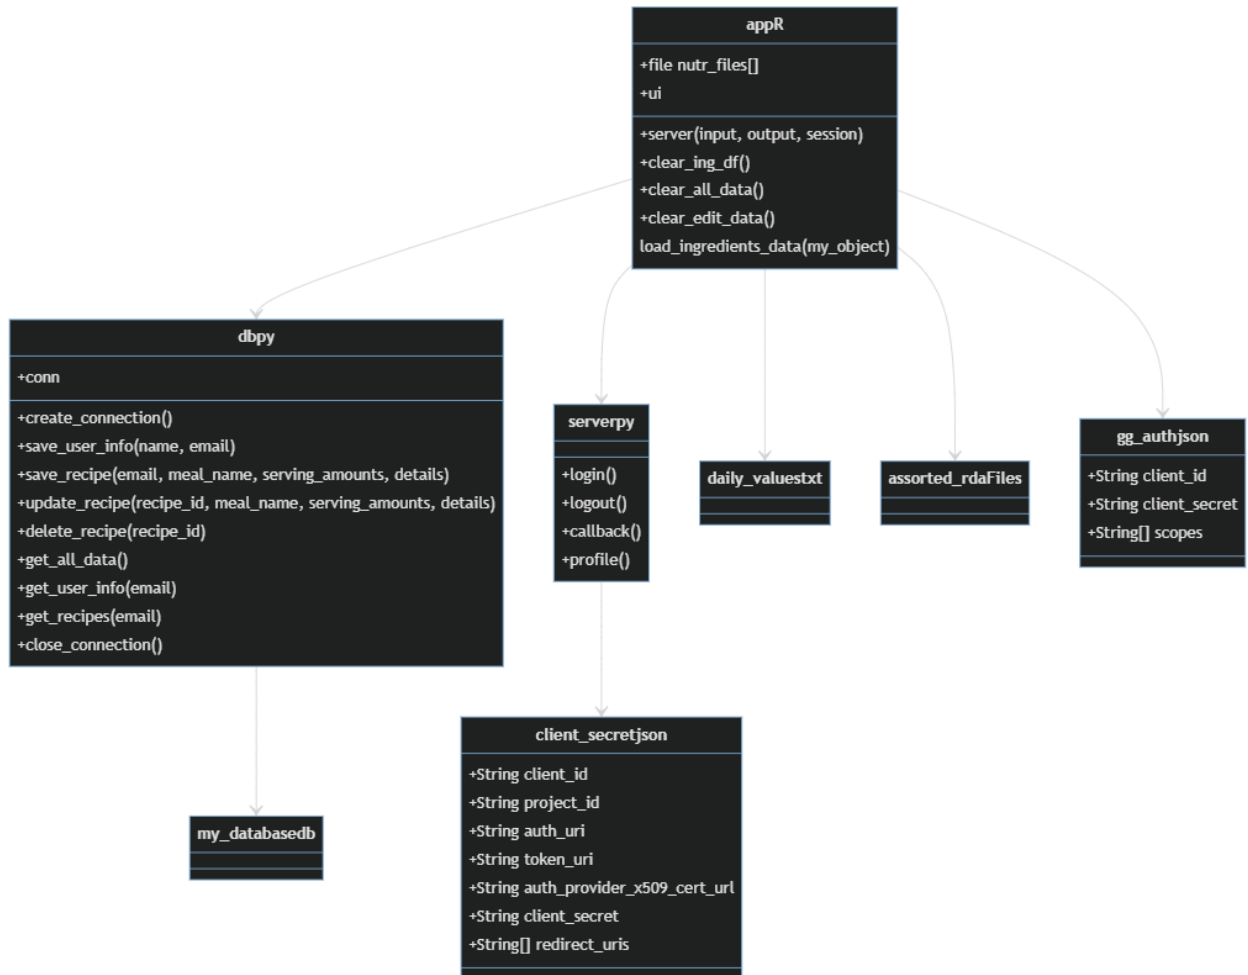 appR
+file nutr_files[]
+ui
+server(input, output, session)
+clear_ing_df()
+clear_all_data()
+clear_edit_data()
load_ingredients_data(my_object)
dbpy
+conn
+create_connection()
+save_user_info(name, email)
+save_recipe(email, meal_name, serving_amounts, details)
+update_recipe(recipe_id, meal_name, serving_amounts, details)
+delete_recipe(recipe_id)
+get_all_data()
+get_user_info(email)
+get_recipes(email)
+close_connection()
serverpy
+login()
+logout()
+callback()
+profile()
daily_valuestxt
assorted_rdaFiles
gg_authjson
+String client_id
+String client_secret
+String[] scopes
my_databasedb
client_secretjson
+String client_id
+String project_id
+String auth_uri
+String token_uri
+String auth_provider_x509_cert_url
+String client_secret
+String[] redirect_uris